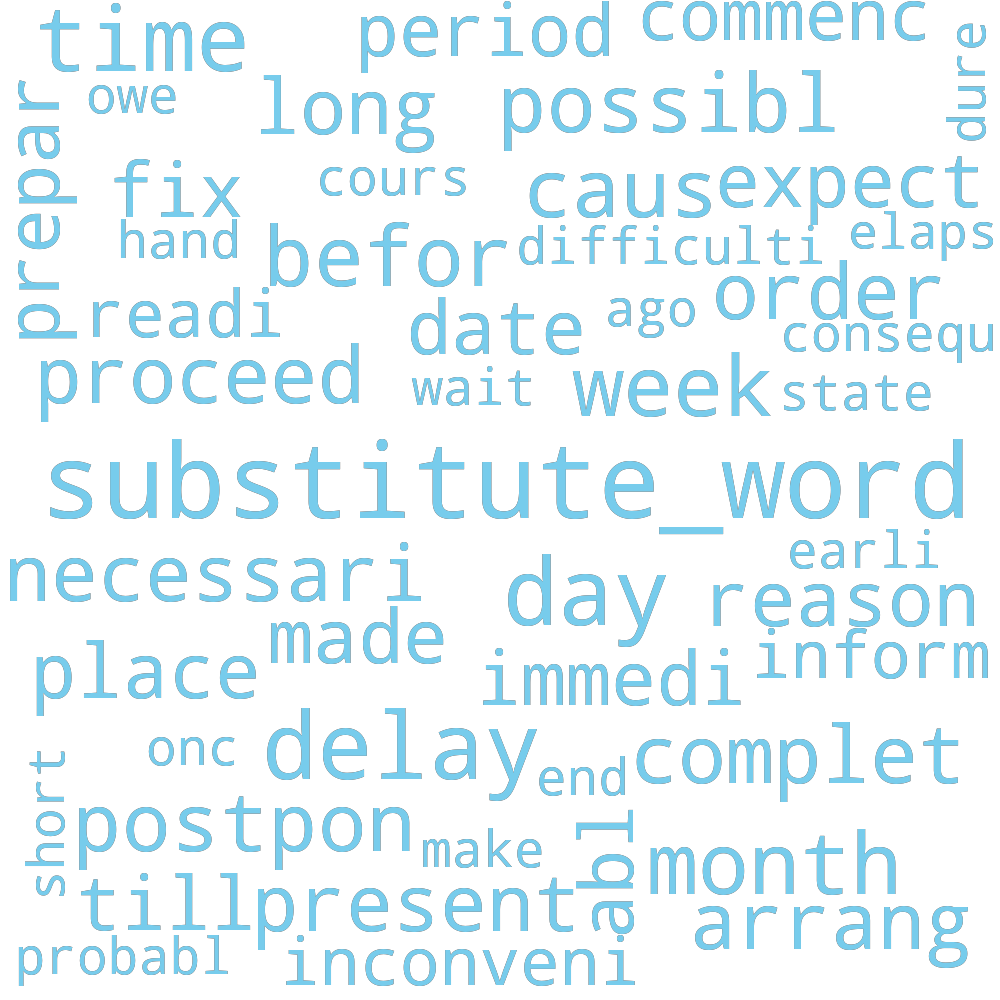 time
period
commenc
dure
owe
long
possibl
prepar
fix
cours
caus
expect
hand
befor
difficulti
elaps
readi
date
ago
order
consequ
proceed
wait
week
state
substitute_word
necessari
day
earli
reason
made
inform
place
immedi
short
onc
delay
end
complet
postpon
make
abl
month
till
present
arrang
probabl
inconveni